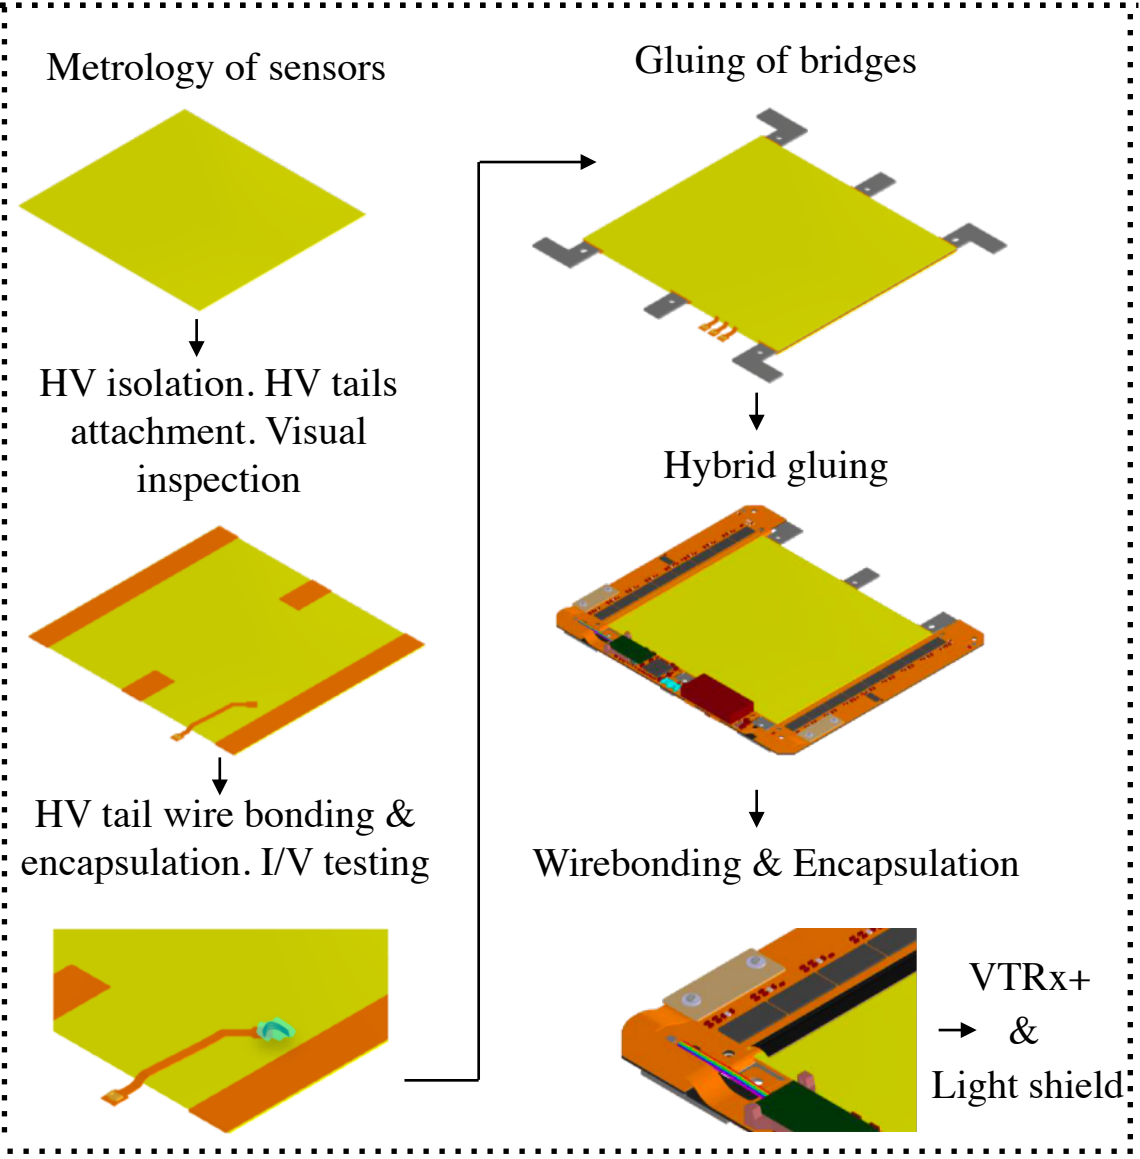 Metrology of sensors
HV isolation. HV tails
attachment. Visual
inspection
HV tail wire bonding &
encapsulation. I/V testing
Gluing of bridges
Hybrid gluing
Wirebonding & Encapsulation
VTRx+
&
Light shield